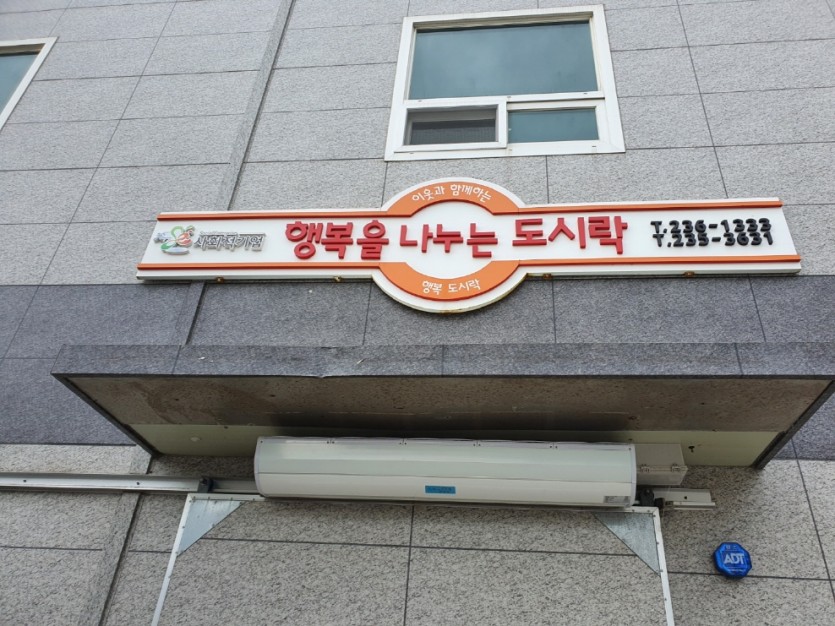 이웃과 함께하는
사회적기업
행복을 나누는 도시락
T.236-1333
T.235-3631
행복 도시락
ADT